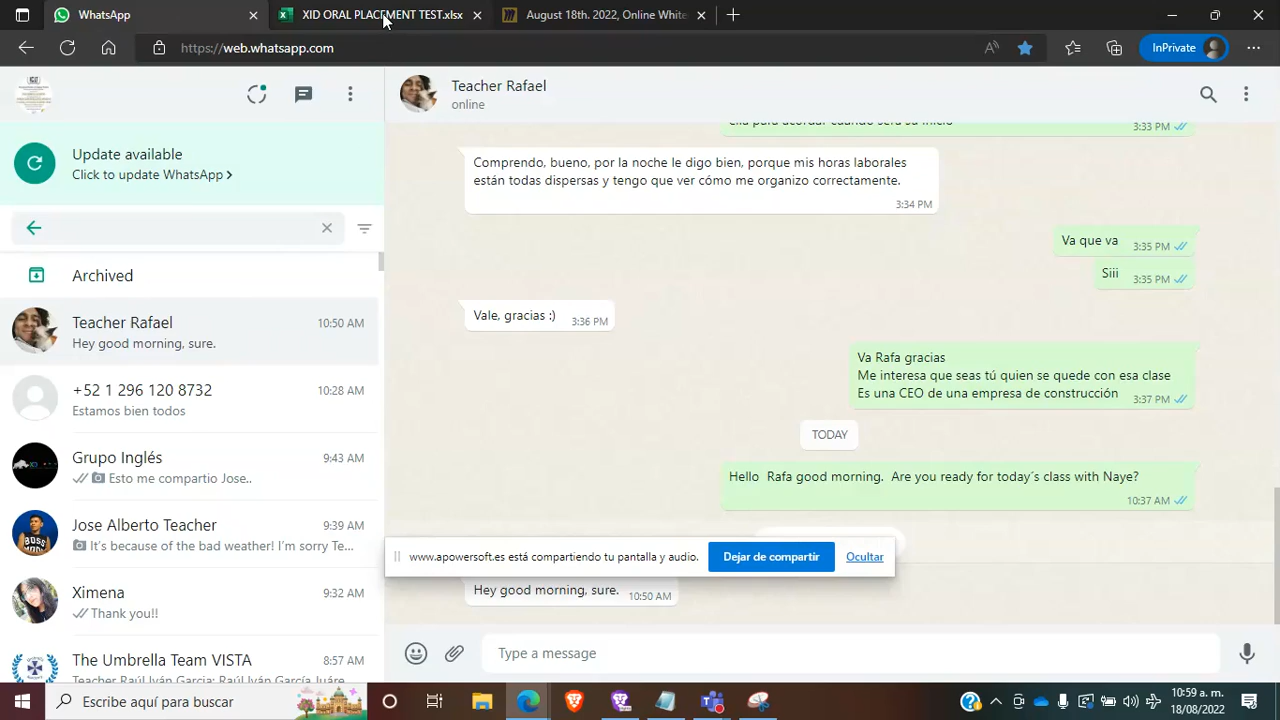 WhatsApp
XID ORAL PLACEMENT TEST.xlsx
August 18th. 2022, Online White
https://web.whatsapp.com
InPrivate
Teacher Rafael
online
Update available
Click to update WhatsApp
Archived
Teacher Rafael
10:50 AM
Hey good morning, sure.
+52 1 296 120 8732
10:28 AM
Estamos bien todos
Grupo Inglés
9:43 AM
Esto me compartio Jose..
Jose Alberto Teacher
9:39 AM
It's because of the bad weather! I'm sorry Te...
Ximena
9:32 AM
Thank you!!
The Umbrella Team VISTA
8:57 AM
Teacher Raúl Iván Garcia: Raúl Iván García Juáre
3:33 PM
Comprendo, bueno, por la noche le digo bien, porque mis horas laborales
están todas dispersas y tengo que ver cómo me organizo correctamente.
3:34 PM
Va que va
3:35 PM
Siii
3:35 PM
Vale, gracias :)
3:36 PM
Va Rafa gracias
Me interesa que seas tú quien se quede con esa clase
Es una CEO de una empresa de construcción
3:37 PM
TODAY
Hello Rafa good morning. Are you ready for today´s class with Naye?
10:37 AM
www.apowersoft.es está compartiendo tu pantalla y audio.
Dejar de compartir
Ocultar
Hey good morning, sure.
10:50 AM
Type a message
Escribe aquí para buscar
10:59 a. m.
18/08/2022